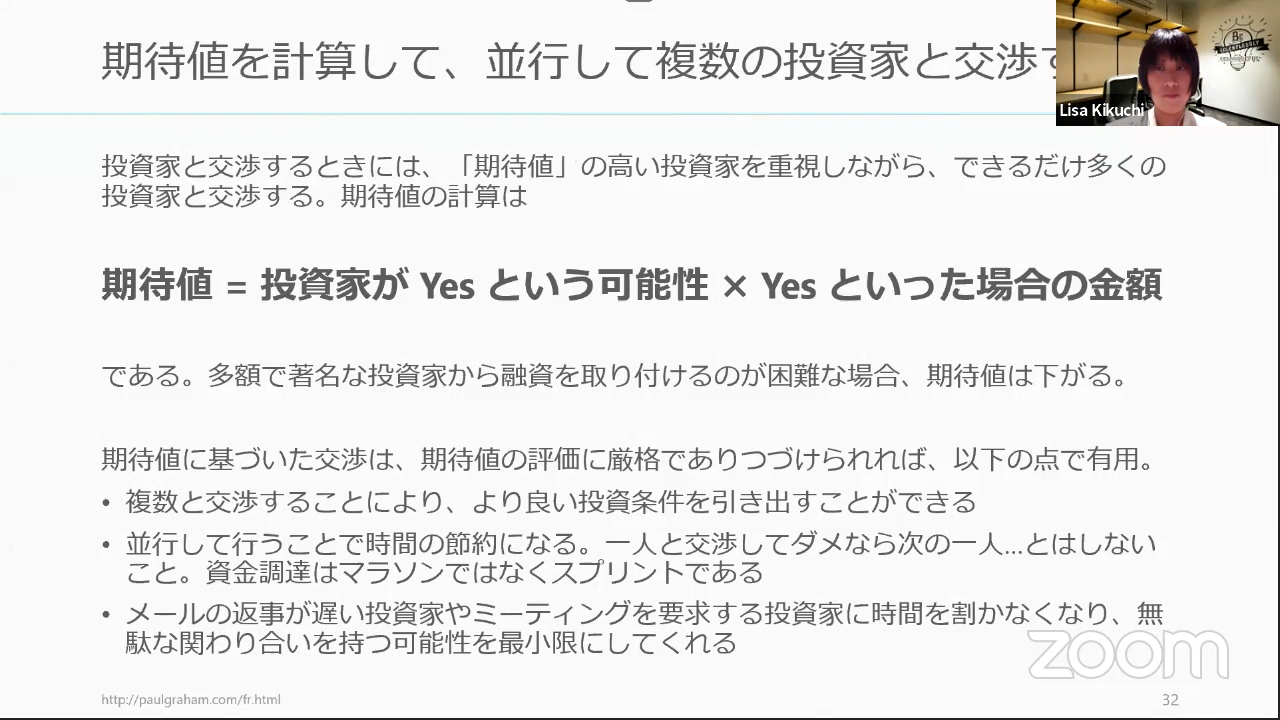 期待値を計算して、並行して複数の投資家と交渉す
Lisa Kikuchi
投資家と交渉するときには、「期待値」の高い投資家を重視しながら、できるだけ多くの
投資家と交渉する。期待値の計算は
期待値 = 投資家が Yes という可能性 × Yes といった場合の金額
である。多額で著名な投資家から融資を取り付けるのが困難な場合、期待値は下がる。
期待値に基づいた交渉は、期待値の評価に厳格でありつづけられれば、以下の点で有用。
• 複数と交渉することにより、より良い投資条件を引き出すことができる
• 並行して行うことで時間の節約になる。一人と交渉してダメなら次の一人…とはしない
こと。資金調達はマラソンではなくスプリントである
• メールの返事が遅い投資家やミーティングを要求する投資家に時間を割かなくなり、無
駄な関わり合いを持つ可能性を最小限にしてくれる
zoom
http://paulgraham.com/fr.html
32